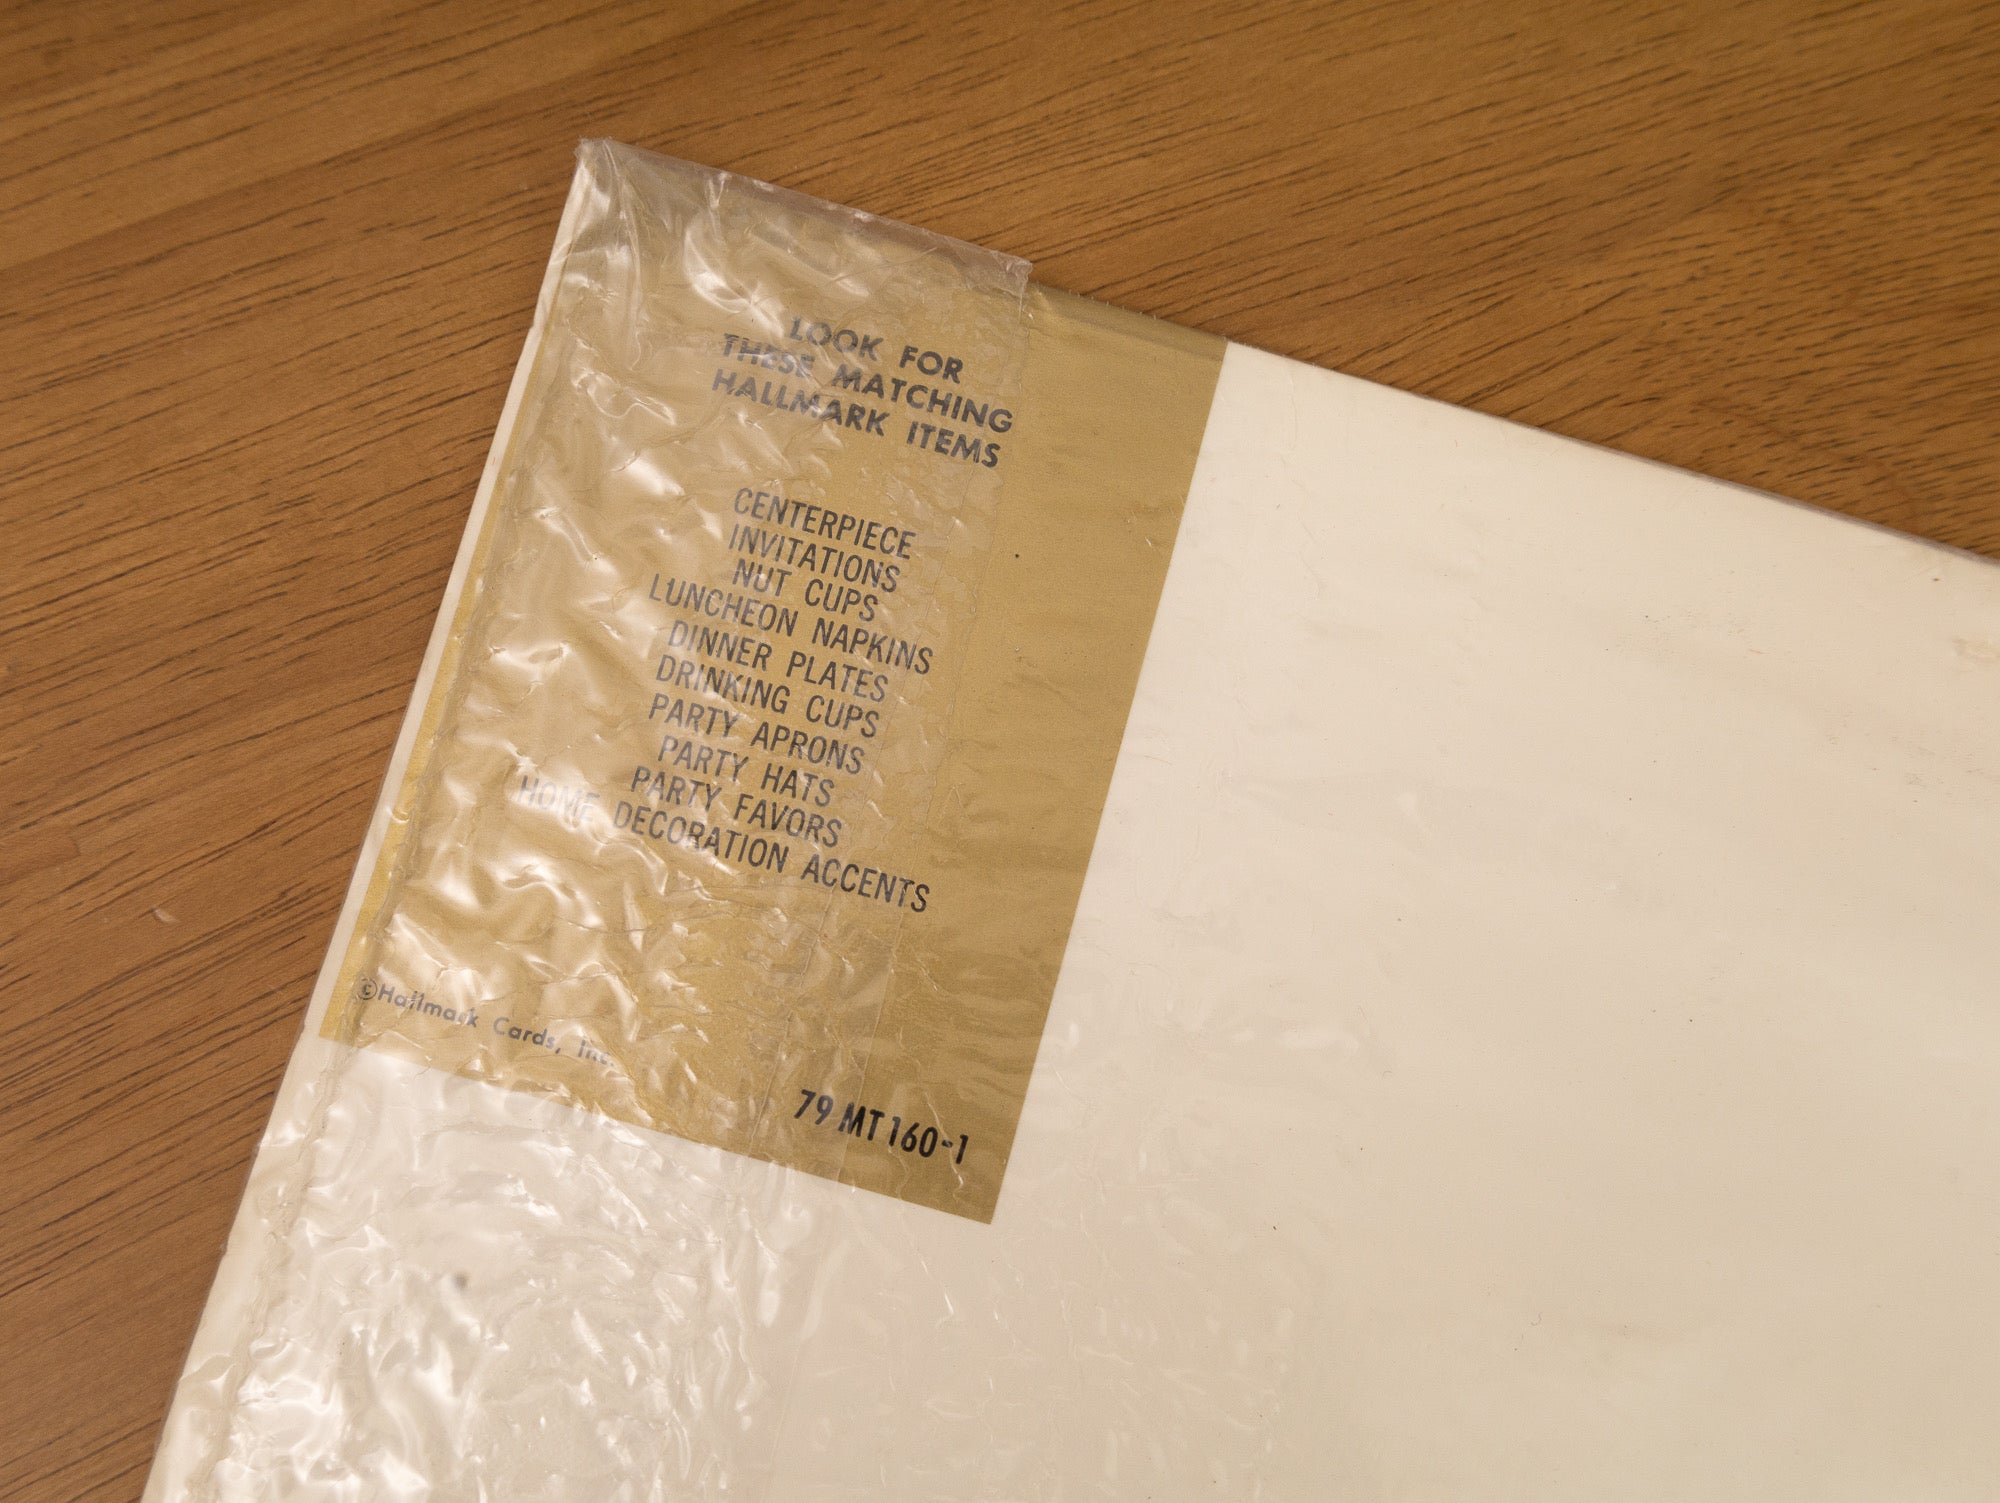 LOOK FOR
THESE MATCHING
HALLMARK ITEMS
CENTERPIECE
INVITATIONS
NUT CUPS
LUNCHEON NAPKINS
DINNER PLATES
DRINKING CUPS
PARTY APRONS
PARTY HATS
PARTY FAVORS
HOME DECORATION ACCENTS
©Hallmark Cards, Inc.
79 MT 160-1